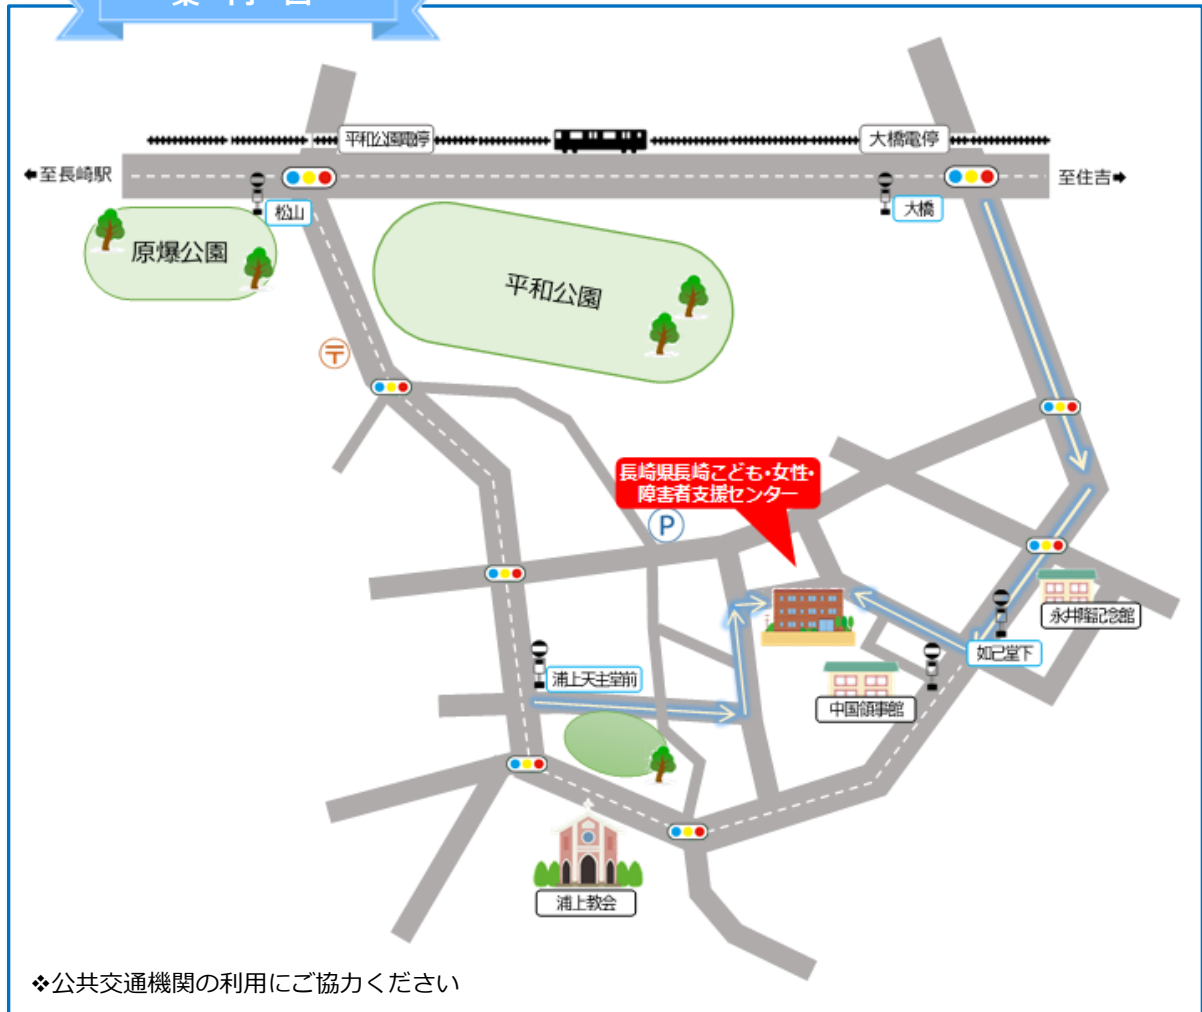 平和公園電停
大橋電停
←至長崎駅
至住吉→
松山
大橋
原爆公園
平和公園
〒
長崎県長崎こども・女性・
障害者支援センター
P
永井隆記念館
如己堂下
浦上天主堂前
中国領事館
浦上教会
❖公共交通機関の利用にご協力ください